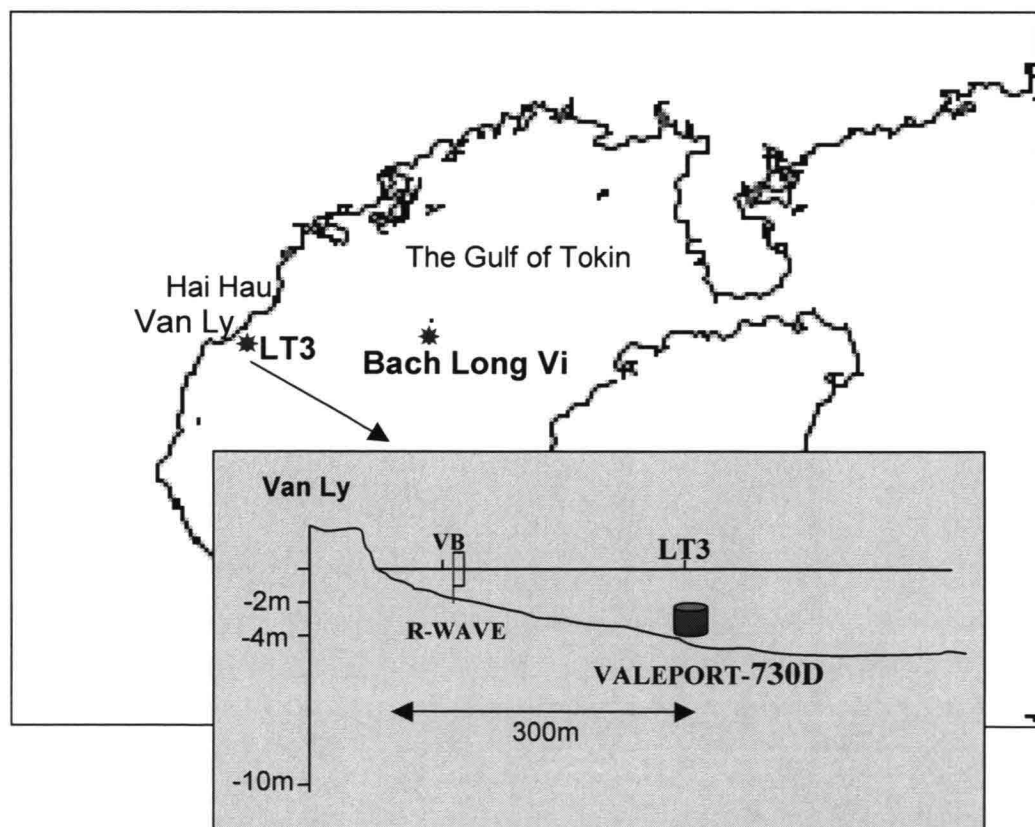 The Gulf of Tokin
Hai Hau
Van Ly
LT3
Bach Long Vi
Van Ly
VB
LT3
-2m
R-WAVE
-4m
VALEPORT-730D
300m
-10m